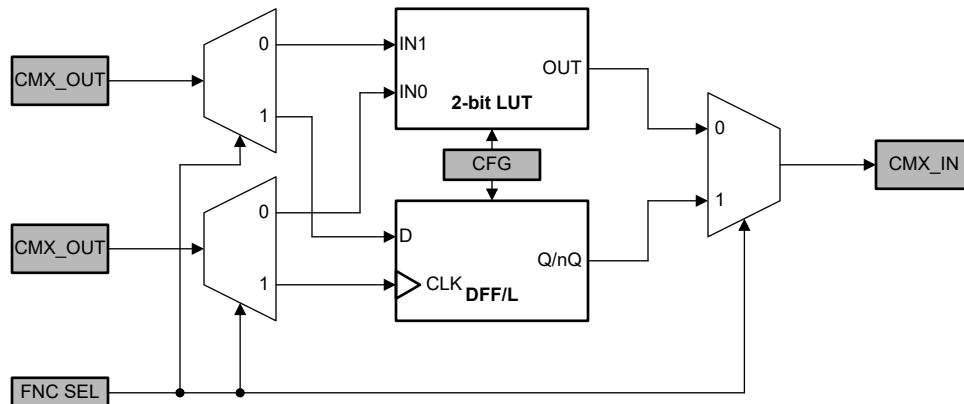 CMX_OUT
0
1
IN1
IN0
OUT
2-bit LUT
CFG
0
1
CMX_IN
CMX_OUT
0
1
D
CLK
Q/nQ
DFF/L
FNC SEL